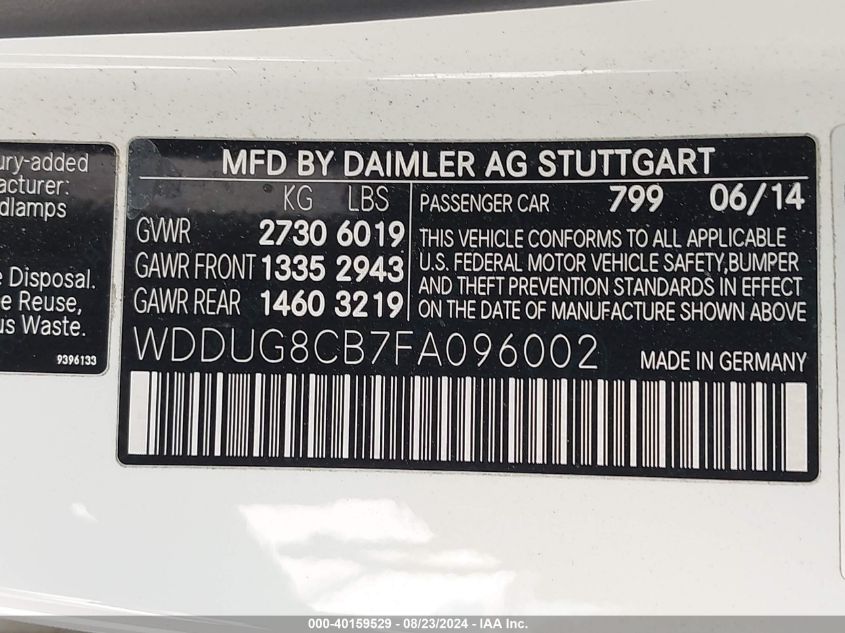 ury-added
ufacturer:
dlamps
e Disposal.
e Reuse,
us Waste.
9396133
MFD BY DAIMLER AG STUTTGART
KG LBS
GVWR 2730 6019
GAWR FRONT 1335 2943
GAWR REAR 1460 3219
PASSENGER CAR 799 06/14
THIS VEHICLE CONFORMS TO ALL APPLICABLE
U.S. FEDERAL MOTOR VEHICLE SAFETY,BUMPER
AND THEFT PREVENTION STANDARDS IN EFFECT
ON THE DATE OF MANUFACTURE SHOWN ABOVE
WDDUG8CB7FA096002
MADE IN GERMANY
000-40159529 - 08/23/2024 - IAA Inc.